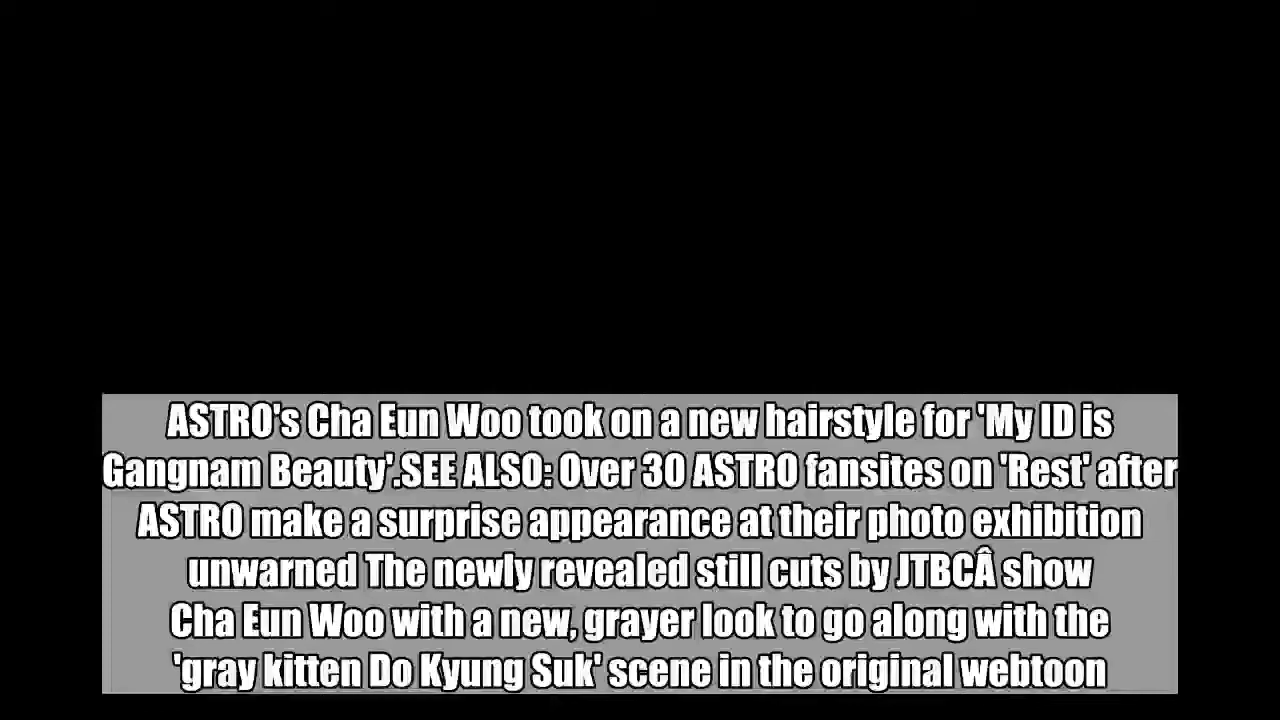 ASTRO's Cha Eun Woo took on a new hairstyle for 'My ID is
Gangnam Beauty'.SEE ALSO: Over 30 ASTRO fansites on 'Rest' after
ASTRO make a surprise appearance at their photo exhibition
unwarned The newly revealed still cuts by JTBCÂ show
Cha Eun Woo with a new, grayer look to go along with the
'gray kitten Do Kyung Suk' scene in the original webtoon